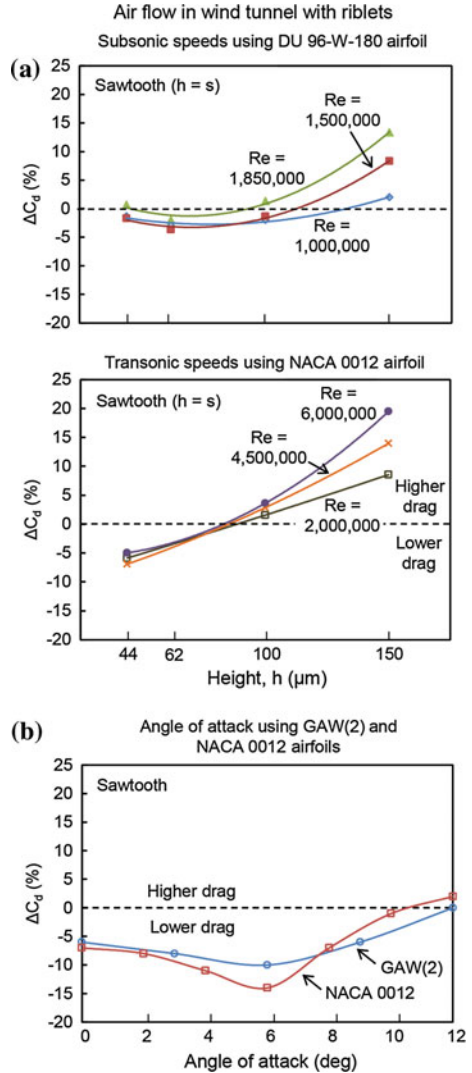 Air flow in wind tunnel with riblets
Subsonic speeds using DU 96-W-180 airfoil
(a)
25
20
15
10
5
0
-5
-10
-15
-20
ΔCd (%)
Sawtooth (h = s)
Re =
1,500,000
Re =
1,850,000
Re =
1,000,000
Transonic speeds using NACA 0012 airfoil
25
20
15
10
5
0
-5
-10
-15
-20
ΔCd (%)
Sawtooth (h = s)
Re =
6,000,000
Re =
4,500,000
Re =
2,000,000
Higher
drag
Lower
drag
44 62 100 150
Height, h (μm)
(b)
Angle of attack using GAW(2) and
NACA 0012 airfoils
25
20
15
10
5
0
-5
-10
-15
-20
ΔCd (%)
Sawtooth
Higher drag
Lower drag
GAW(2)
NACA 0012
0 2 4 6 8 10 12
Angle of attack (deg)